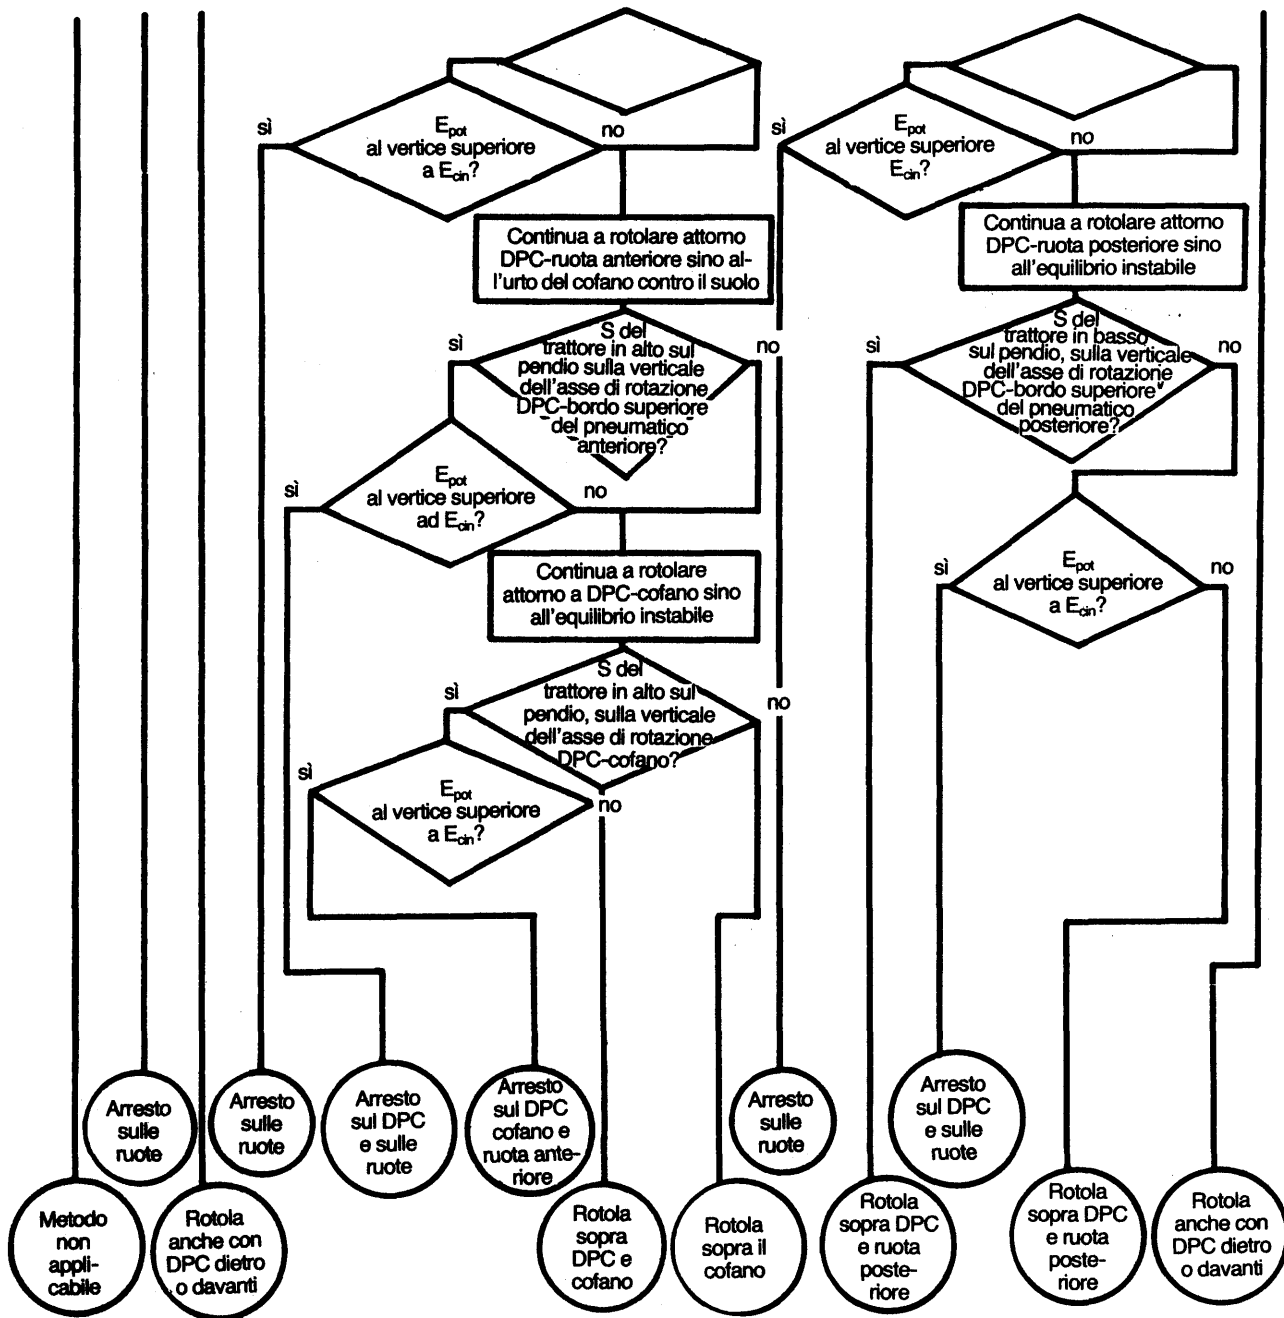 sì
E_pot
al vertice superiore
a E_cin?
no
sì
E_pot
al vertice superiore
E_cin?
no
Continua a rotolare attorno
DPC-ruota anteriore sino al-
l'urto del cofano contro il suolo
Continua a rotolare attorno
DPC-ruota posteriore sino
all'equilibrio instabile
sì
S del
trattore in alto sul
pendio sulla verticale
dell'asse di rotazione
DPC-bordo superiore
del pneumatico
anteriore?
no
sì
S del
trattore in basso
sul pendio, sulla verticale
dell'asse di rotazione
DPC-bordo superiore
del pneumatico
posteriore?
no
sì
E_pot
al vertice superiore
ad E_cin?
no
sì
E_pot
al vertice superiore
a E_cin?
no
Continua a rotolare
attorno a DPC-cofano sino
all'equilibrio instabile
sì
S del
trattore in alto sul
pendio, sulla verticale
dell'asse di rotazione
DPC-cofano?
no
sì
E_pot
al vertice superiore
a E_cin?
no
Arresto
sulle
ruote
Arresto
sulle
ruote
Arresto
sul DPC
e sulle
ruote
Arresto
sul DPC
cofano e
ruota ante-
riore
Arresto
sulle
ruote
Arresto
sul DPC
e sulle
ruote
Metodo
non
appli-
cabile
Rotola
anche con
DPC dietro
o davanti
Rotola
sopra
DPC e
cofano
Rotola
sopra il
cofano
Rotola
sopra DPC
e ruota
poste-
riore
Rotola
sopra DPC
e ruota
poste-
riore
Rotola
anche con
DPC dietro
o davanti